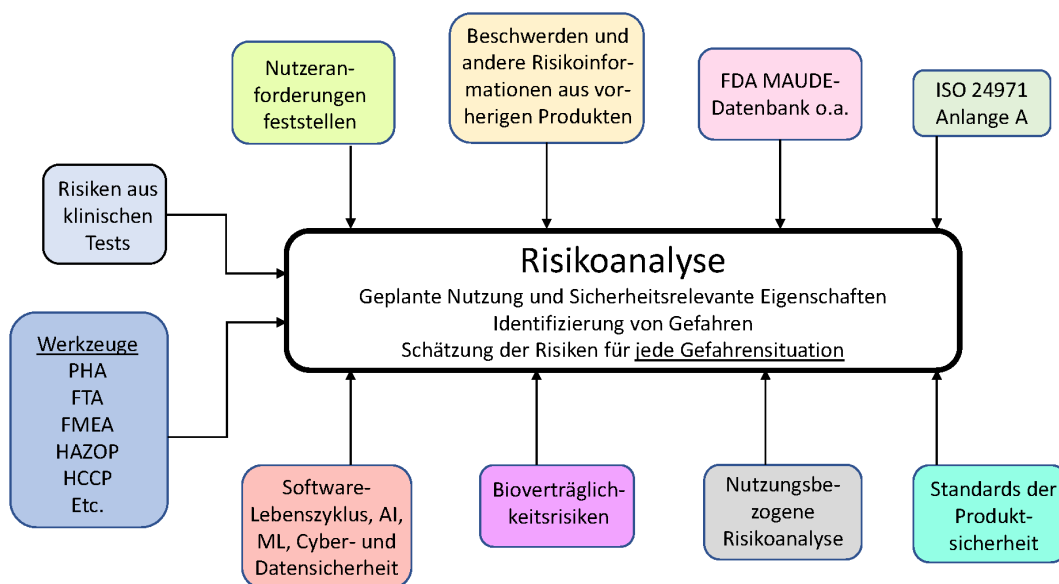 Nutzeran-
forderungen
feststellen
Beschwerden und
andere Risikoinfor-
mationen aus vor-
herigen Produkten
FDA MAUDE-
Datenbank o.a.
ISO 24971
Anlange A
Risiken aus
klinischen
Tests
Risikoanalyse
Geplante Nutzung und Sicherheitsrelevante Eigenschaften
Identifizierung von Gefahren
Schätzung der Risiken für jede Gefahrensituation
Werkzeuge
PHA
FTA
FMEA
HAZOP
HCCP
Etc.
Software-
Lebenszyklus, AI,
ML, Cyber- und
Datensicherheit
Bioverträglich-
keitsrisiken
Nutzungsbe-
zogene
Risikoanalyse
Standards der
Produkt-
sicherheit